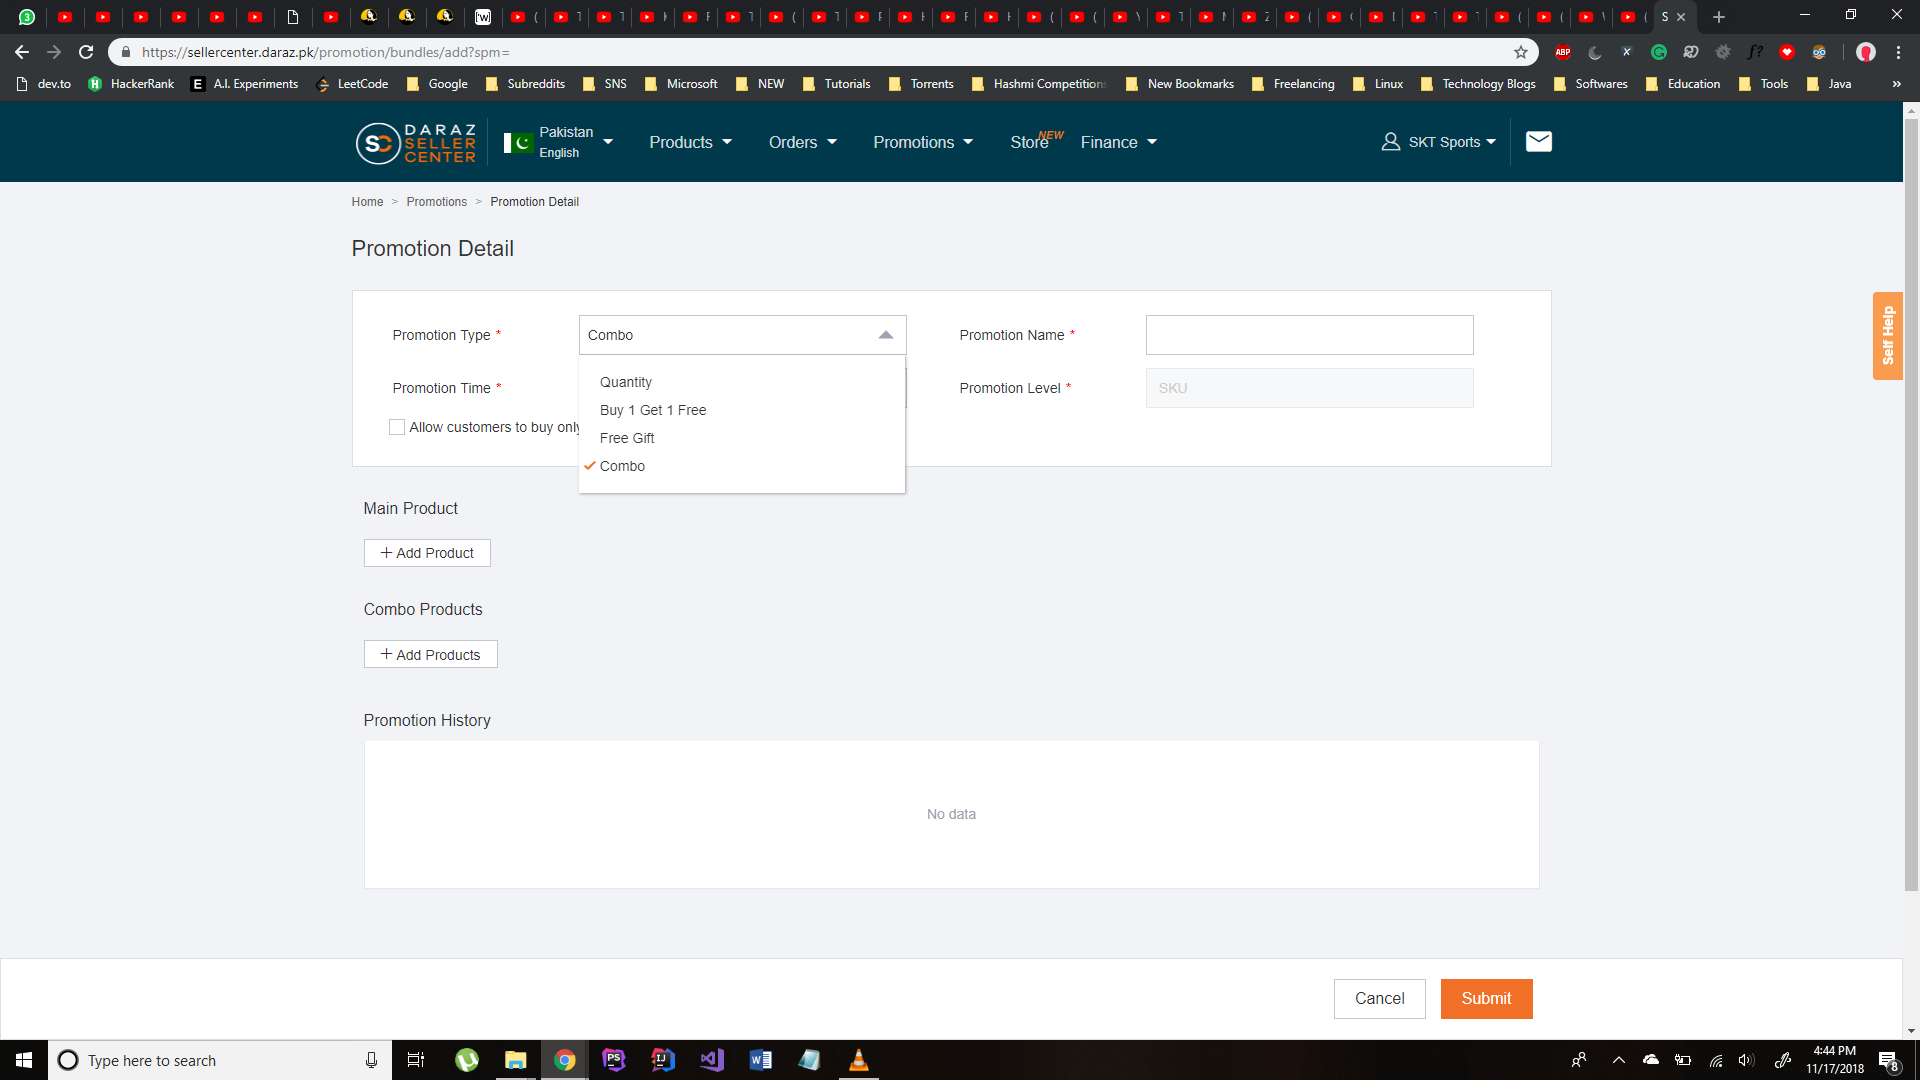 S
https://sellercenter.daraz.pk/promotion/bundles/add?spm=
dev.to HackerRank A.I. Experiments LeetCode Google Subreddits SNS Microsoft NEW Tutorials Torrents Hashmi Competitions New Bookmarks Freelancing Linux Technology Blogs Softwares Education Tools Java »
SC DARAZ SELLER CENTER
Pakistan
English
Products Orders Promotions Store NEW Finance SKT Sports
Home > Promotions > Promotion Detail
Promotion Detail
Promotion Type * Combo Promotion Name *
Quantity
Promotion Time * Promotion Level * SKU
Buy 1 Get 1 Free
Allow customers to buy only
Free Gift
Combo
Self Help
Main Product
+ Add Product
Combo Products
+ Add Products
Promotion History
No data
Cancel Submit
Type here to search
4:44 PM
11/17/2018
8